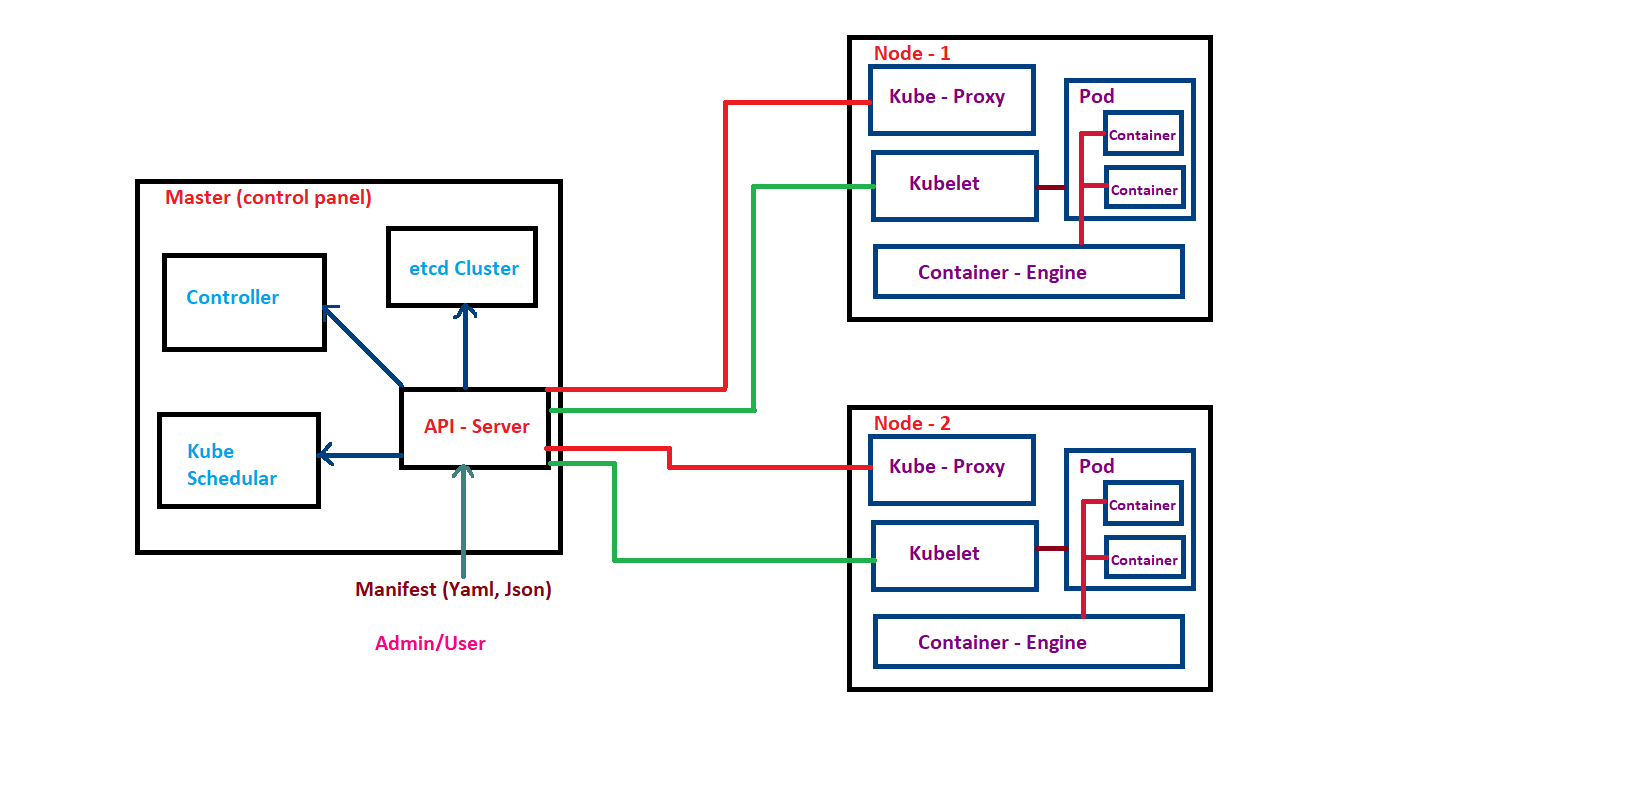 Master (control panel)
etcd Cluster
Controller
API - Server
Kube
Schedular
Manifest (Yaml, Json)
Admin/User
Node - 1
Kube - Proxy
Pod
Container
Kubelet
Container
Container - Engine
Node - 2
Kube - Proxy
Pod
Container
Kubelet
Container
Container - Engine